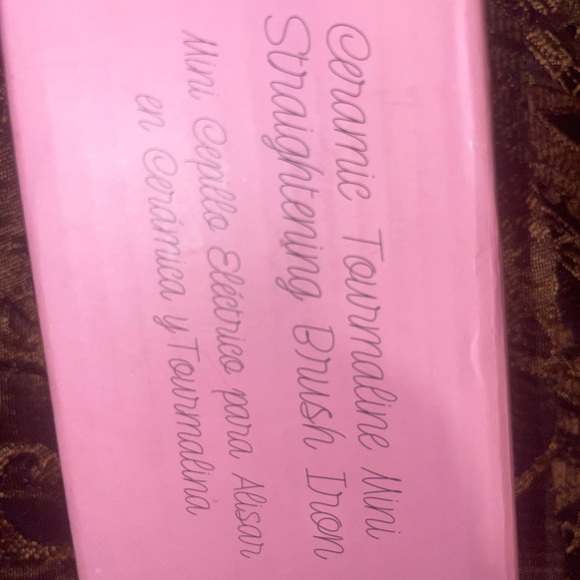 Ceramic Tourmaline Mini
Straightening Brush Iron
Mini Cepillo Eléctrico para Alisar
en Cerámica y Tourmalina